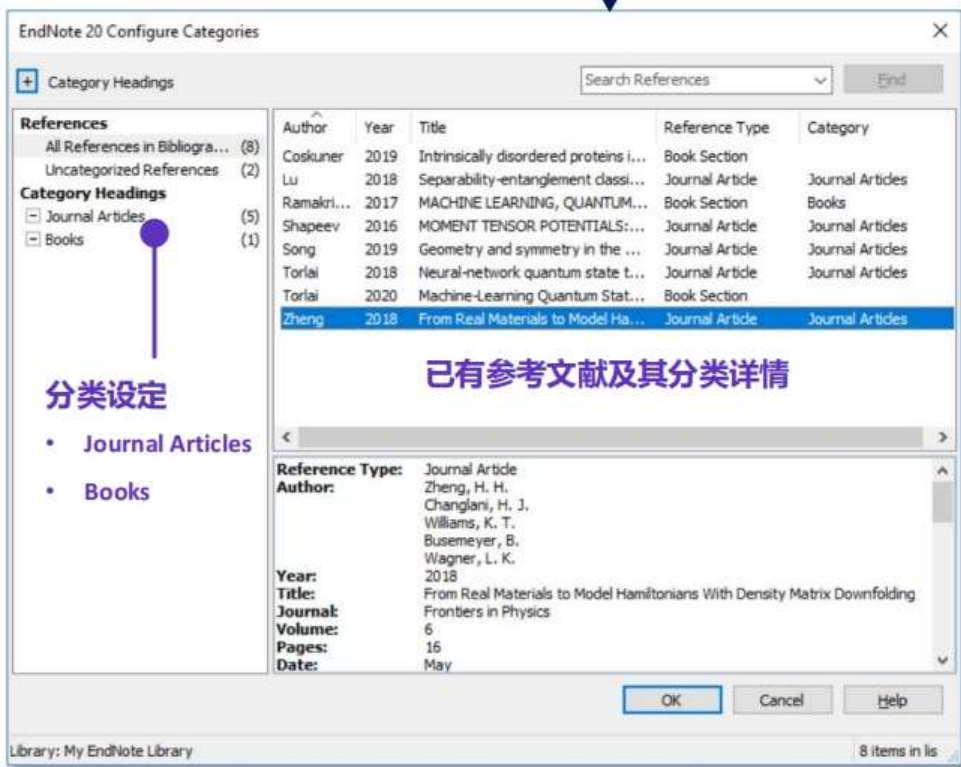 EndNote 20 Configure Categories
Category Headings
Search References
Find
References
All References in Bibliogra... (8)
Uncategorized References (2)
Category Headings
Journal Articles (5)
Books (1)
分类设定
• Journal Articles
• Books
Author Year Title Reference Type Category
Coskuner 2019 Intrinsically disordered proteins i... Book Section
Lu 2018 Separability-entanglement classi... Journal Article Journal Articles
Ramakri... 2017 MACHINE LEARNING, QUANTUM... Book Section Books
Shapeev 2016 MOMENT TENSOR POTENTIALS:... Journal Article Journal Articles
Song 2019 Geometry and symmetry in the ... Journal Article Journal Articles
Torlai 2018 Neural-network quantum state t... Journal Article Journal Articles
Torlai 2020 Machine-Learning Quantum Stat... Book Section
Zheng 2018 From Real Materials to Model Ha... Journal Article Journal Articles
已有参考文献及其分类详情
Reference Type: Journal Article
Author: Zheng, H. H.
Changlani, H. J.
Williams, K. T.
Busemeyer, B.
Wagner, L. K.
Year: 2018
Title: From Real Materials to Model Hamiltonians With Density Matrix Downfolding
Journal: Frontiers in Physics
Volume: 6
Pages: 16
Date: May
OK Cancel Help
Library: My EndNote Library
8 items in lis